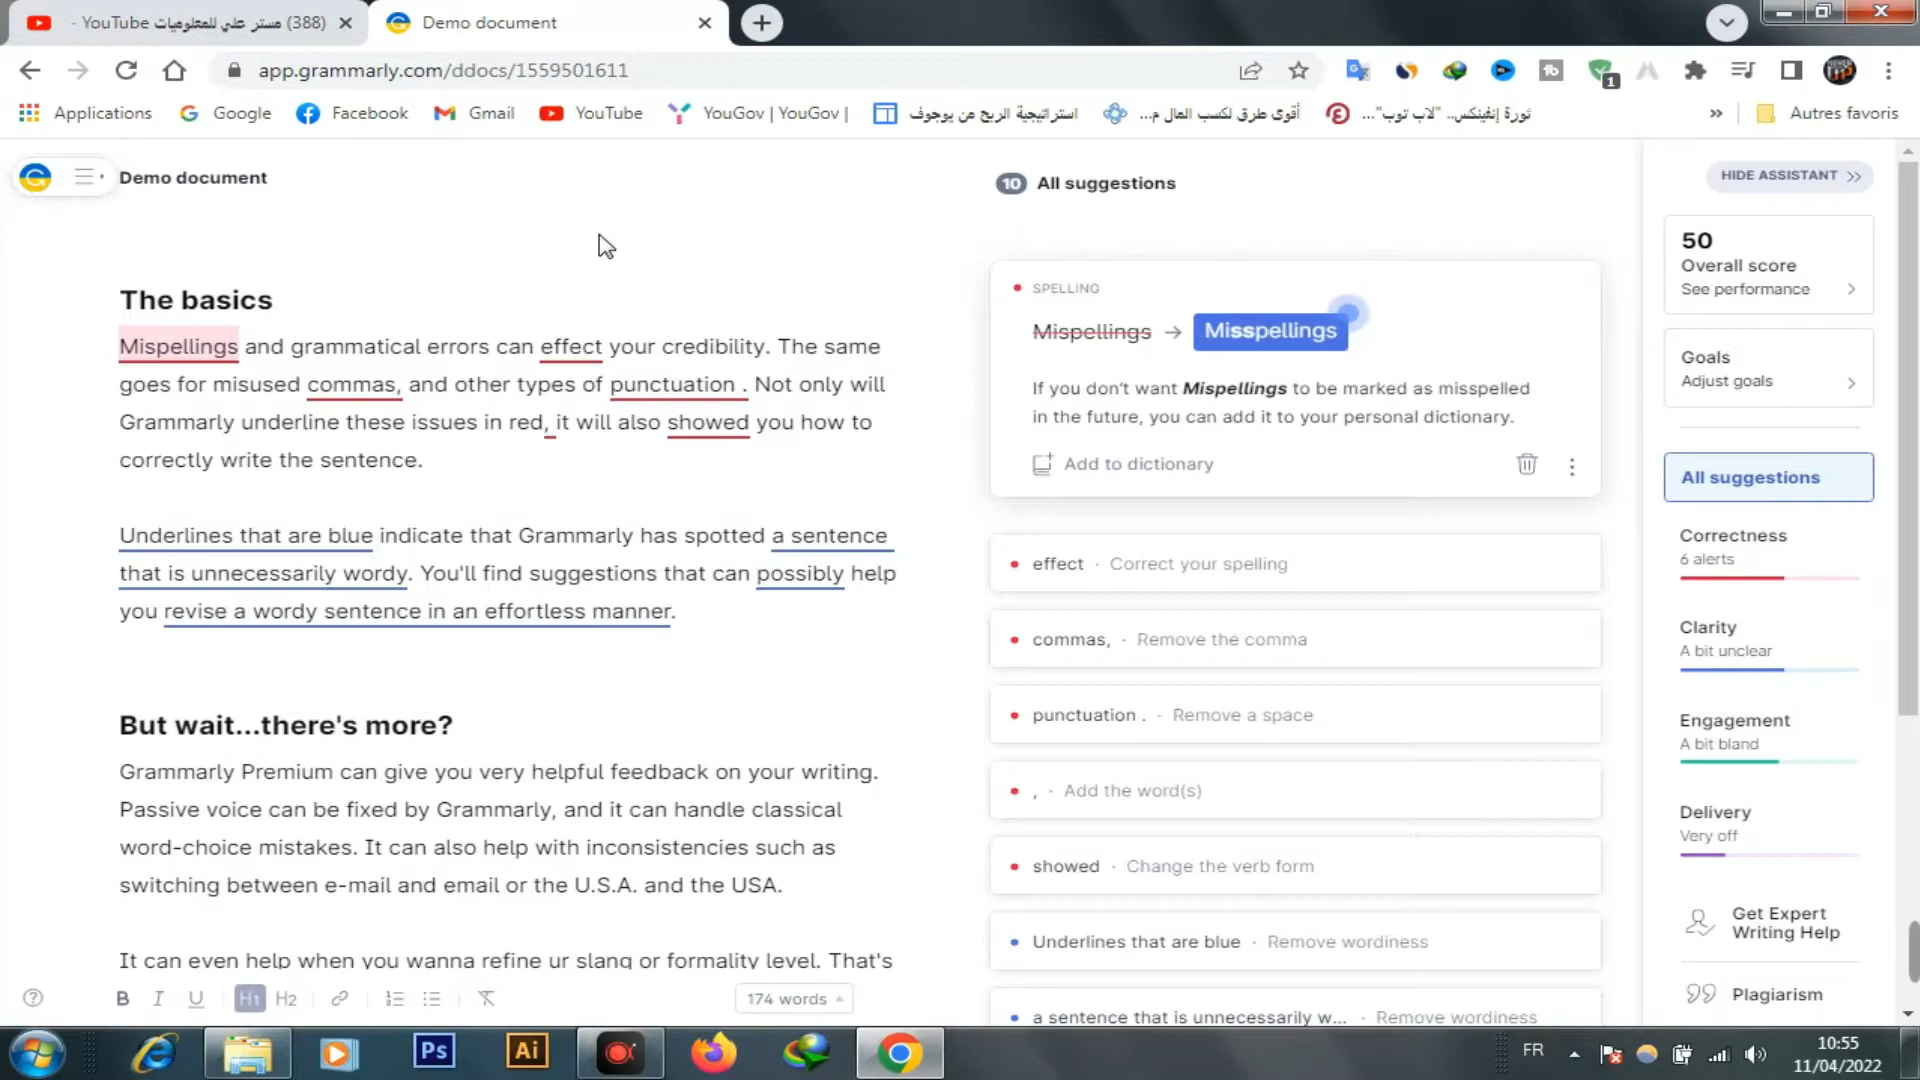 (388) مستر علي للمعلوميات - YouTube
Demo document
app.grammarly.com/ddocs/1559501611
1
Applications
Google
Facebook
Gmail
YouTube
YouGov | YouGov |
استراتيجية الربح من يوجوف
أقوى طرق لكسب المال م...
ثورة إنفينكس.. "لاب توب"...
Autres favoris
Demo document
10 All suggestions
HIDE ASSISTANT
The basics
Mispellings and grammatical errors can effect your credibility. The same
goes for misused commas, and other types of punctuation . Not only will
Grammarly underline these issues in red, it will also showed you how to
correctly write the sentence.
Underlines that are blue indicate that Grammarly has spotted a sentence
that is unnecessarily wordy. You'll find suggestions that can possibly help
you revise a wordy sentence in an effortless manner.
But wait...there's more?
Grammarly Premium can give you very helpful feedback on your writing.
Passive voice can be fixed by Grammarly, and it can handle classical
word-choice mistakes. It can also help with inconsistencies such as
switching between e-mail and email or the U.S.A. and the USA.
It can even help when you wanna refine ur slang or formality level. That's
B I U H1 H2
174 words
SPELLING
Mispellings → Misspellings
If you don't want Mispellings to be marked as misspelled
in the future, you can add it to your personal dictionary.
Add to dictionary
effect · Correct your spelling
commas, · Remove the comma
punctuation . · Remove a space
, · Add the word(s)
showed · Change the verb form
Underlines that are blue · Remove wordiness
a sentence that is unnecessarily w... · Remove wordiness
50
Overall score
See performance
Goals
Adjust goals
All suggestions
Correctness
6 alerts
Clarity
A bit unclear
Engagement
A bit bland
Delivery
Very off
Get Expert
Writing Help
Plagiarism
Ps
Ai
FR
10:55
11/04/2022